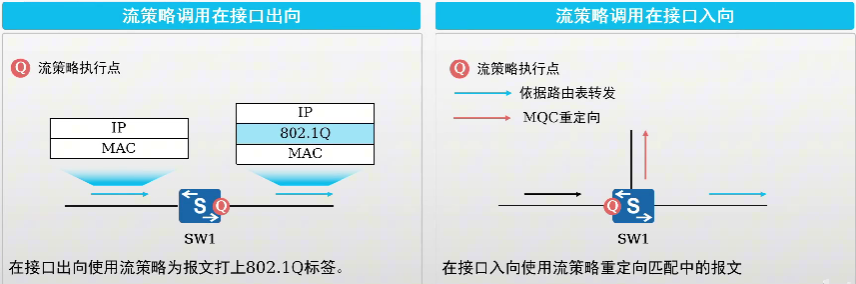 流策略调用在接口出向
Q 流策略执行点
IP
MAC
IP
802.1Q
MAC
S Q
SW1
在接口出向使用流策略为报文打上802.1Q标签。
流策略调用在接口入向
Q 流策略执行点
依据路由表转发
MQC重定向
Q S
SW1
在接口入向使用流策略重定向匹配中的报文